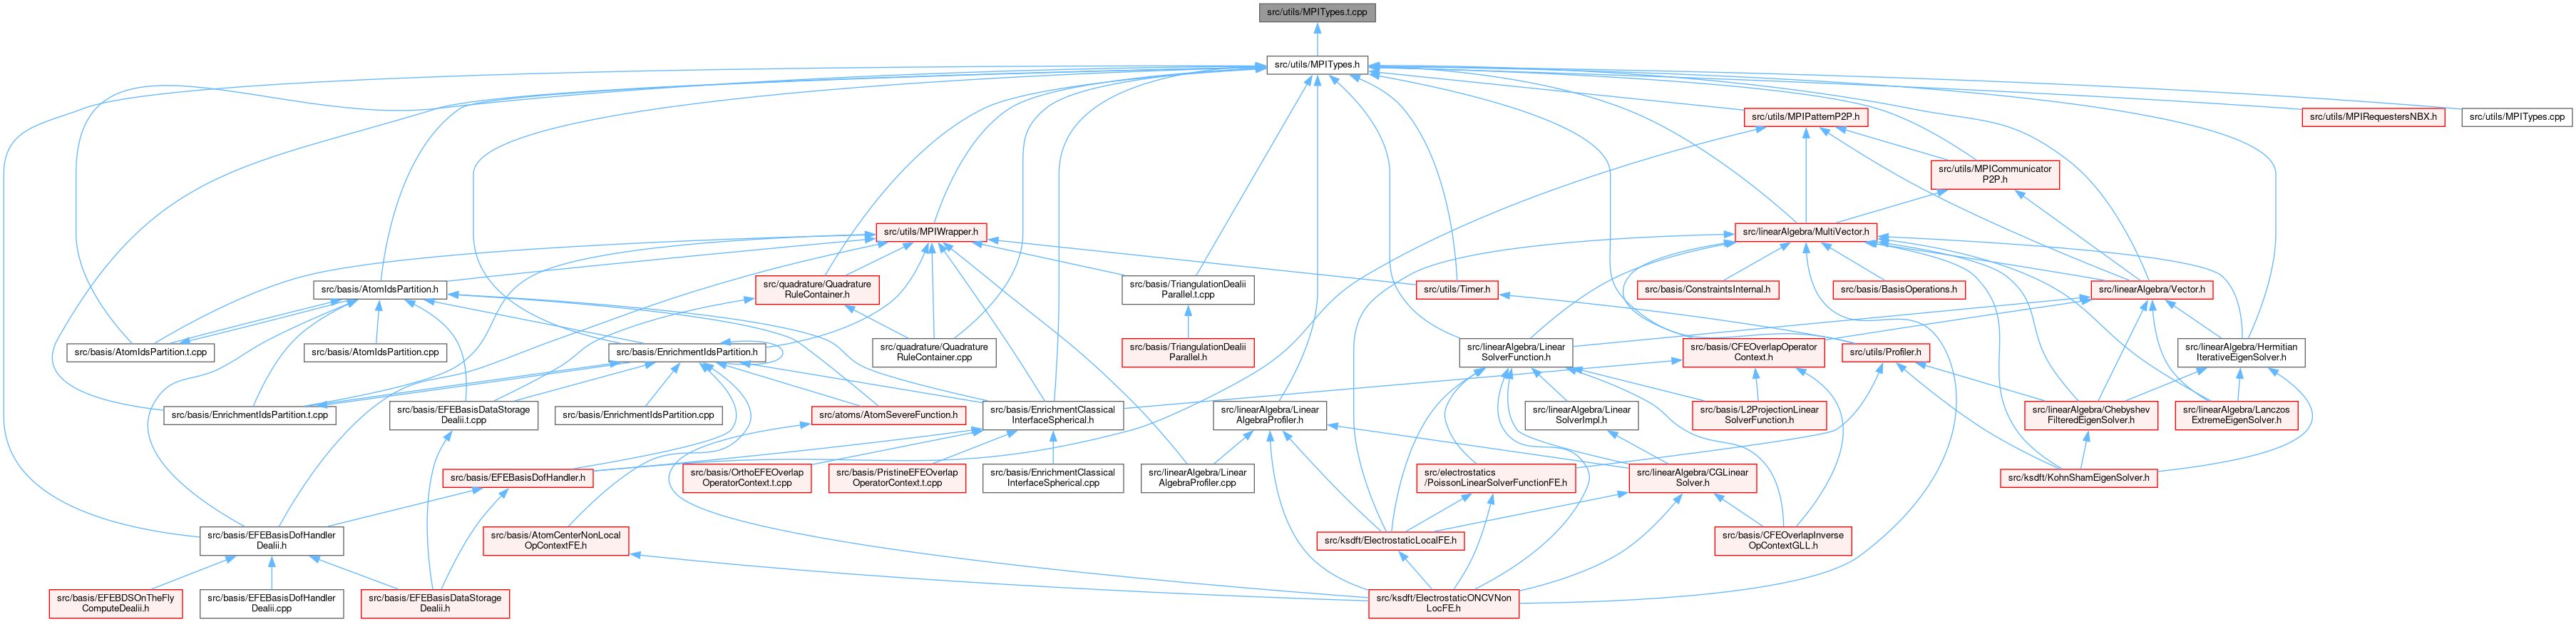 src/utils/MPITypes.t.cpp
src/utils/MPITypes.h
src/utils/MPIPatternP2P.h
src/utils/MPIRequestersNBX.h
src/utils/MPITypes.cpp
src/utils/MPICommunicator
P2P.h
src/utils/MPIWrapper.h
src/linearAlgebra/MultiVector.h
src/basis/AtomIdsPartition.h
src/quadrature/Quadrature
RuleContainer.h
src/basis/TriangulationDealii
Parallel.t.cpp
src/utils/Timer.h
src/basis/ConstraintsInternal.h
src/basis/BasisOperations.h
src/linearAlgebra/Vector.h
src/basis/AtomIdsPartition.t.cpp
src/basis/AtomIdsPartition.cpp
src/basis/EnrichmentIdsPartition.h
src/quadrature/Quadrature
RuleContainer.cpp
src/basis/TriangulationDealii
Parallel.h
src/linearAlgebra/Linear
SolverFunction.h
src/basis/CFEOverlapOperator
Context.h
src/utils/Profiler.h
src/linearAlgebra/Hermitian
IterativeEigenSolver.h
src/basis/EnrichmentIdsPartition.t.cpp
src/basis/EFEBasisDataStorage
Dealii.t.cpp
src/basis/EnrichmentIdsPartition.cpp
src/atoms/AtomSevereFunction.h
src/basis/EnrichmentClassical
InterfaceSpherical.h
src/linearAlgebra/Linear
AlgebraProfiler.h
src/linearAlgebra/Linear
SolverImpl.h
src/basis/L2ProjectionLinear
SolverFunction.h
src/linearAlgebra/Chebyshev
FilteredEigenSolver.h
src/linearAlgebra/Lanczos
ExtremeEigenSolver.h
src/basis/EFEBasisDofHandler.h
src/basis/OrthoEFEOverlap
OperatorContext.t.cpp
src/basis/PristineEFEOverlap
OperatorContext.t.cpp
src/basis/EnrichmentClassical
InterfaceSpherical.cpp
src/linearAlgebra/Linear
AlgebraProfiler.cpp
src/electrostatics
/PoissonLinearSolverFunctionFE.h
src/linearAlgebra/CGLinear
Solver.h
src/ksdft/KohnShamEigenSolver.h
src/basis/EFEBasisDofHandler
Dealii.h
src/basis/AtomCenterNonLocal
OpContextFE.h
src/ksdft/ElectrostaticLocalFE.h
src/basis/CFEOverlapInverse
OpContextGLL.h
src/basis/EFEBDSOnTheFly
ComputeDealii.h
src/basis/EFEBasisDofHandler
Dealii.cpp
src/basis/EFEBasisDataStorage
Dealii.h
src/ksdft/ElectrostaticONCVNon
LocFE.h